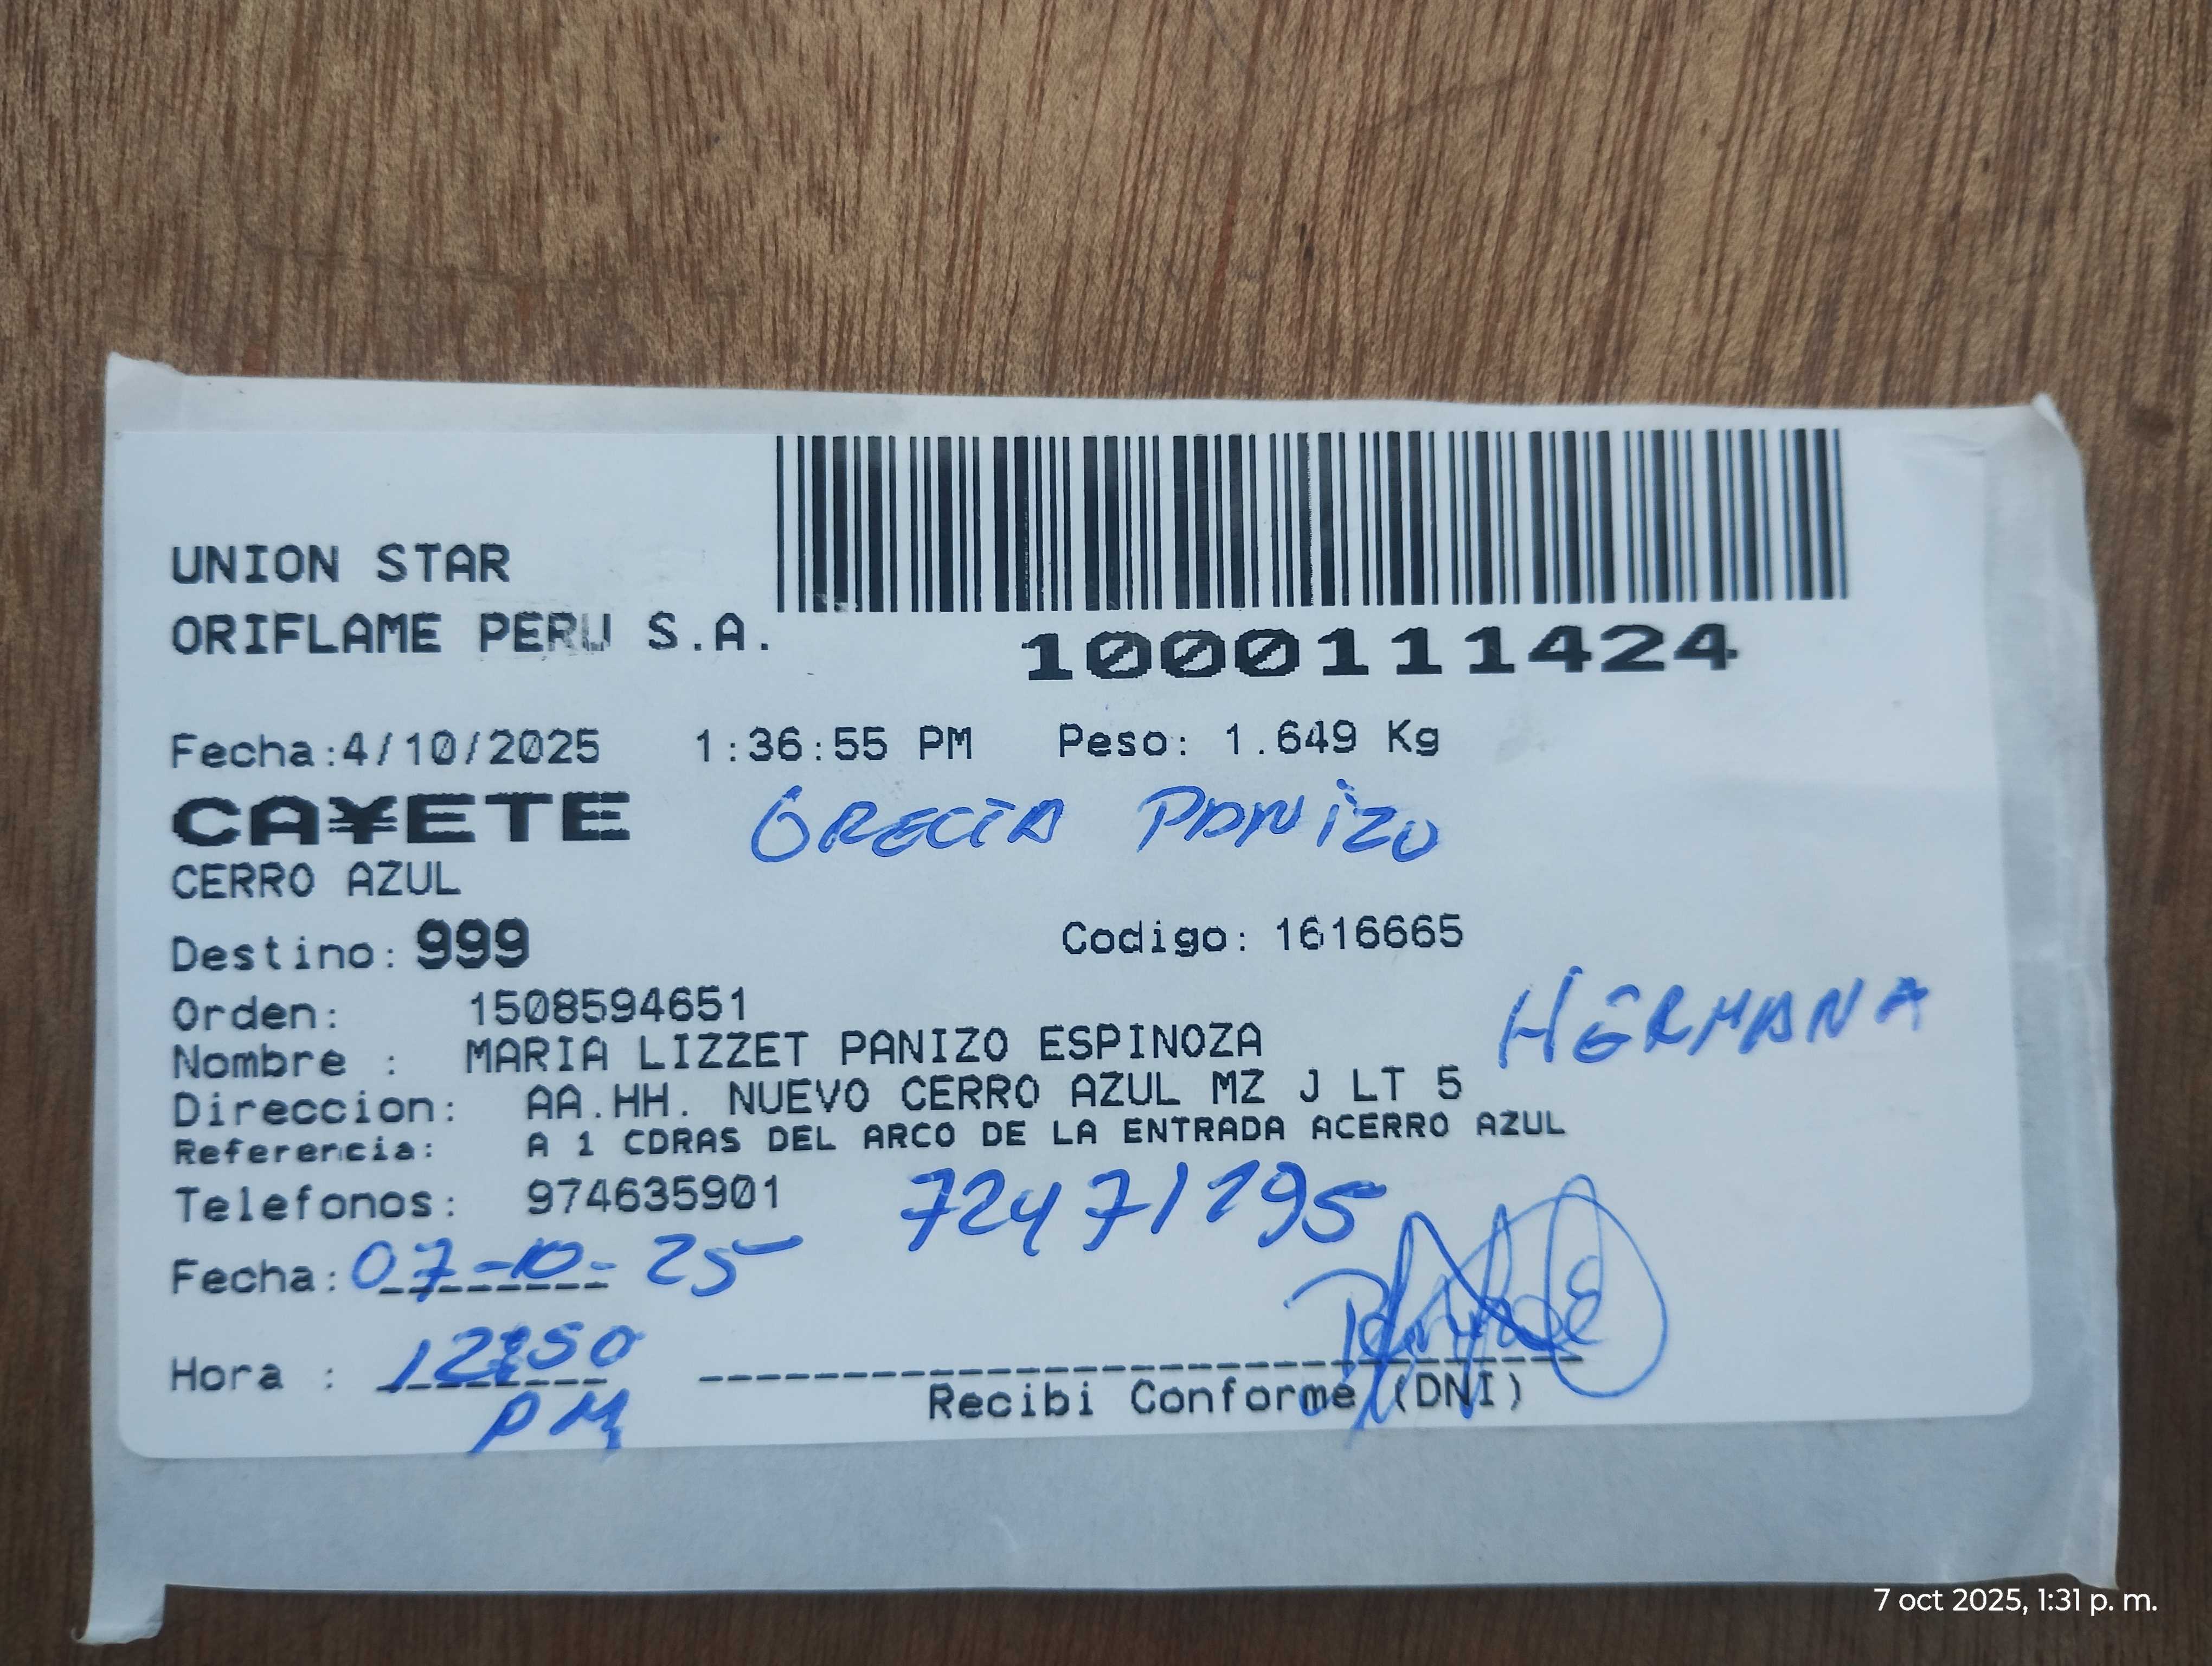 UNION STAR
ORIFLAME PERU S.A.
1000111424
Fecha:4/10/2025 1:36:55 PM Peso: 1.649 Kg
CA¥ETE GRECIA PANIZO
CERRO AZUL
Destino: 999 Codigo: 1616665
Orden: 1508594651
HERMANA
Nombre : MARIA LIZZET PANIZO ESPINOZA
Direccion: AA.HH. NUEVO CERRO AZUL MZ J LT 5
Referencia: A 1 CDRAS DEL ARCO DE LA ENTRADA ACERRO AZUL
Telefonos: 974635901 72471295
Fecha: 07-10-25
Hora : 12:50
PM
Recibi Conforme (DNI)
7 oct 2025, 1:31 p. m.